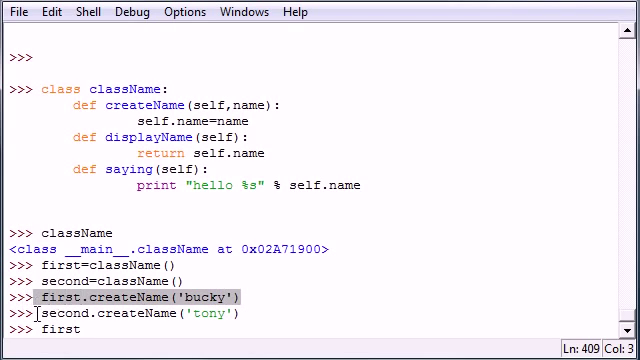 File Edit Shell Debug Options Windows Help
>>>
>>> class className:
def createName(self,name):
self.name=name
def displayName(self):
return self.name
def saying(self):
print "hello %s" % self.name
>>> className
<class __main__.className at 0x02A71900>
>>> first=className()
>>> second=className()
>>> first.createName('bucky')
>>> second.createName('tony')
>>> first
Ln: 409 Col: 3